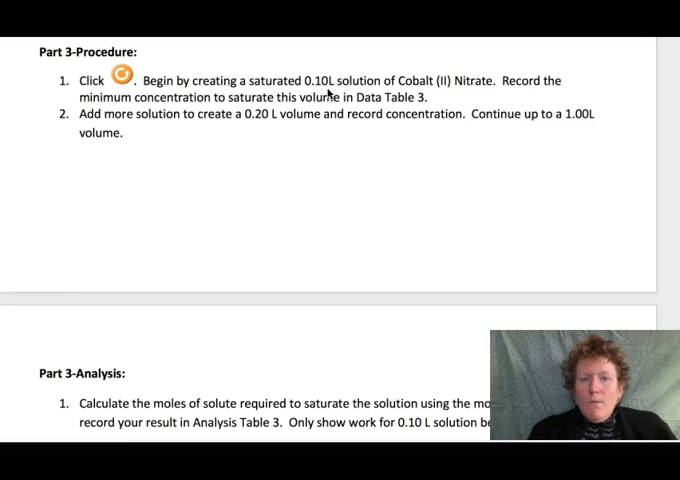 Part 3-Procedure:
1. Click . Begin by creating a saturated 0.10L solution of Cobalt (II) Nitrate. Record the
minimum concentration to saturate this volume in Data Table 3.
2. Add more solution to create a 0.20 L volume and record concentration. Continue up to a 1.00L
volume.
Part 3-Analysis:
1. Calculate the moles of solute required to saturate the solution using the mo
record your result in Analysis Table 3. Only show work for 0.10 L solution be